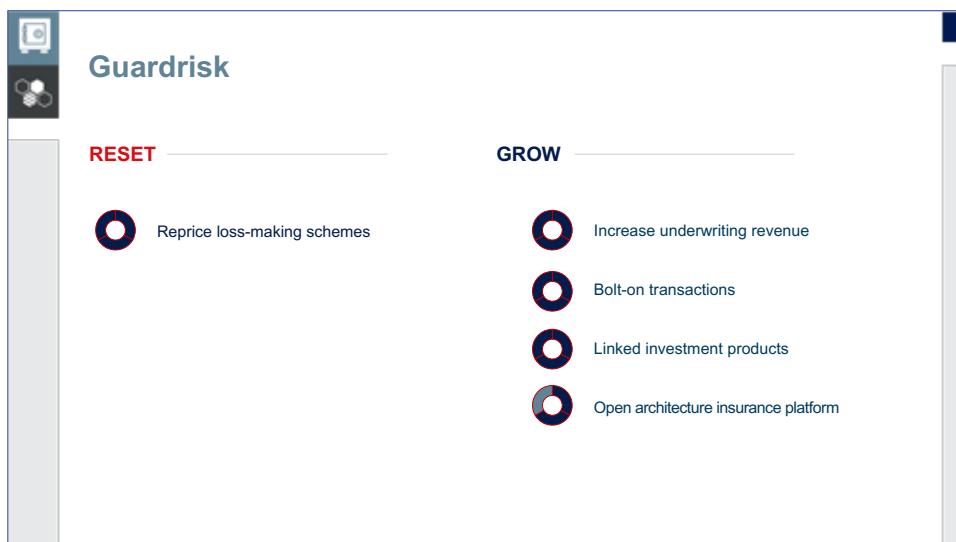 Guardrisk
RESET
Reprice loss-making schemes
GROW
Increase underwriting revenue
Bolt-on transactions
Linked investment products
Open architecture insurance platform